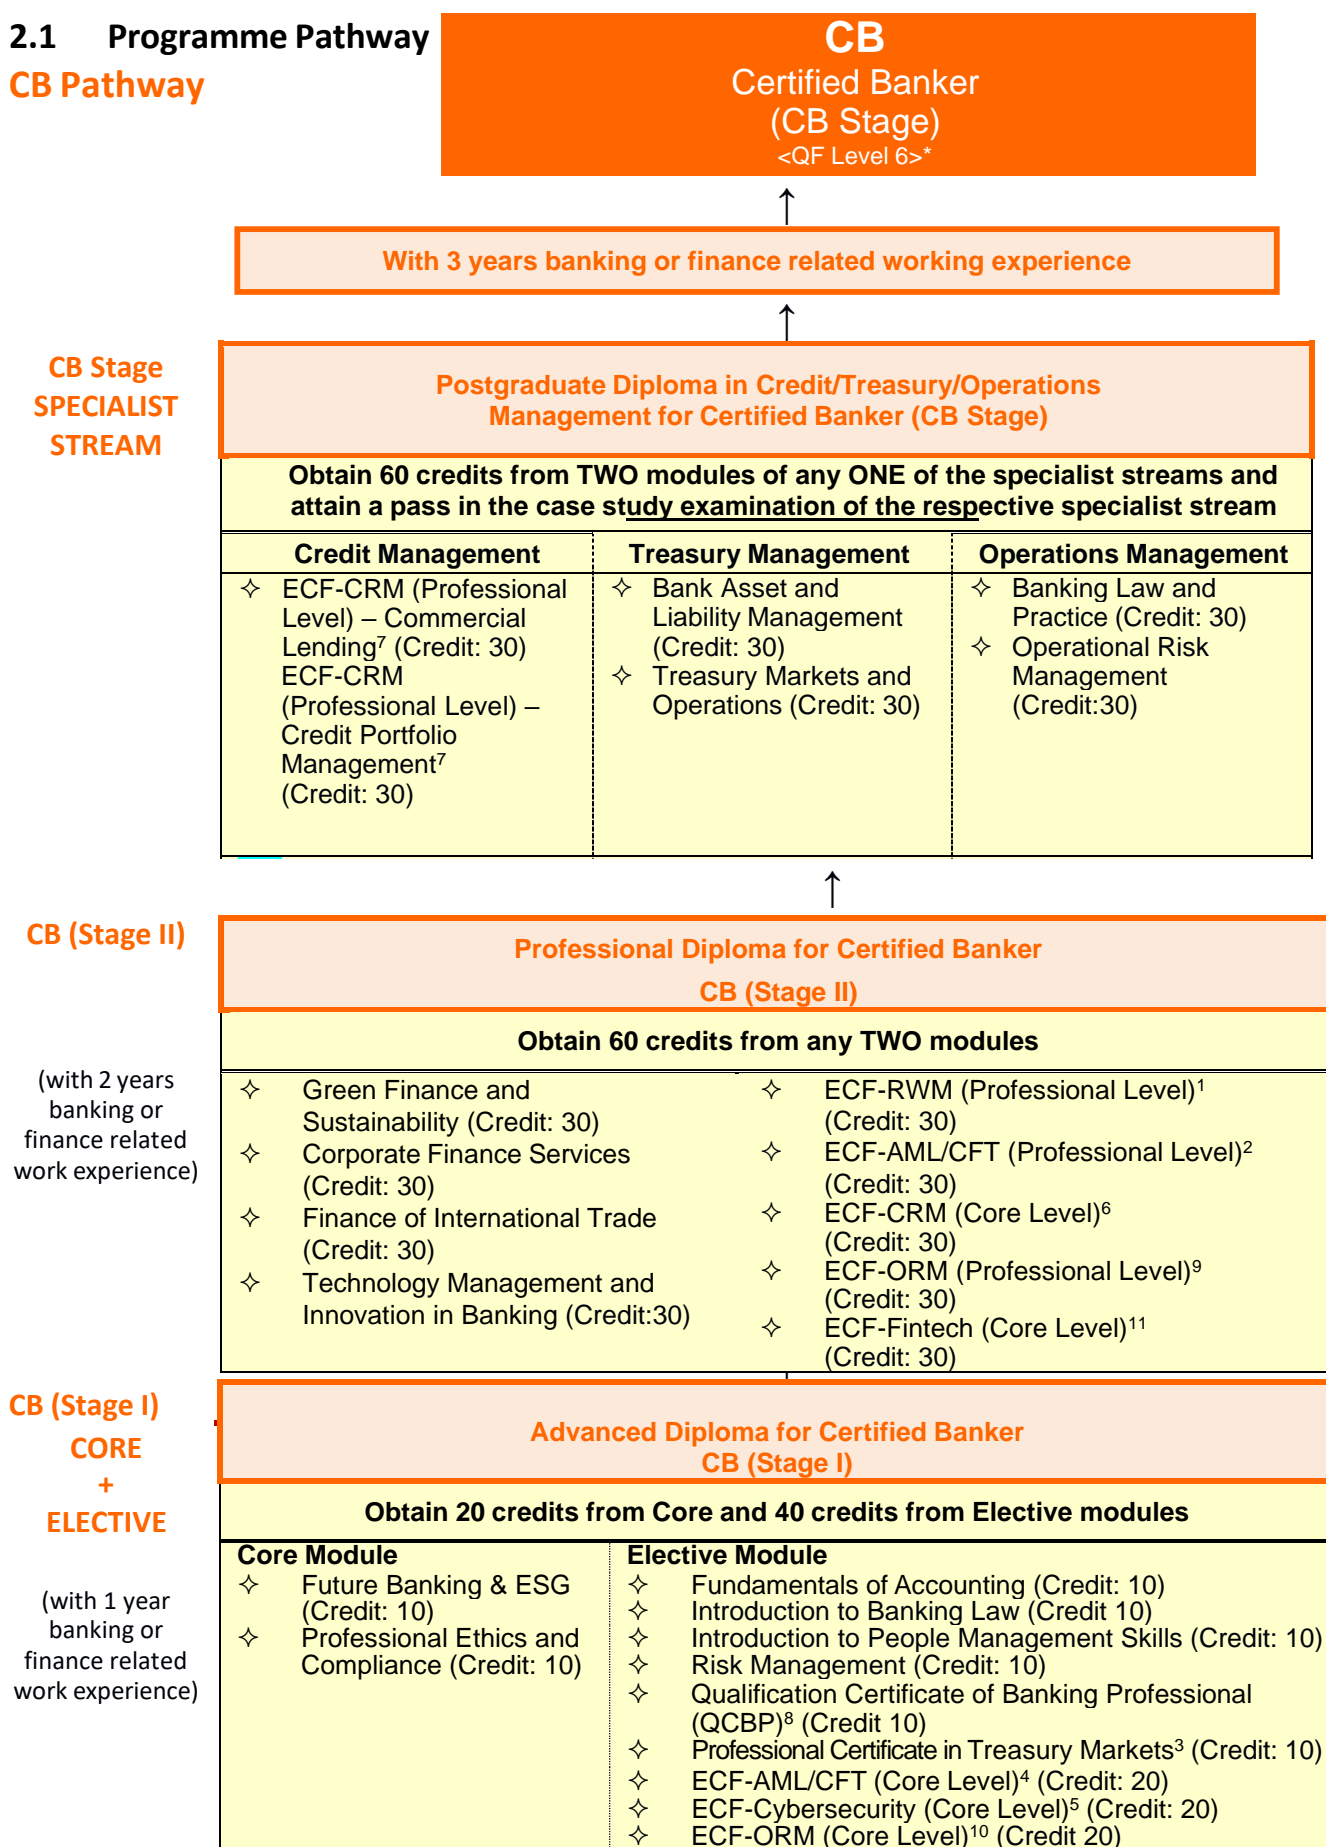 2.1 Programme Pathway
CB Pathway
CB
Certified Banker
(CB Stage)
<QF Level 6>*
↑
With 3 years banking or finance related working experience
↑
CB Stage
SPECIALIST
STREAM
Postgraduate Diploma in Credit/Treasury/Operations
Management for Certified Banker (CB Stage)
Obtain 60 credits from TWO modules of any ONE of the specialist streams and
attain a pass in the case study examination of the respective specialist stream
Credit Management
✧ ECF-CRM (Professional
Level) – Commercial
Lending⁷ (Credit: 30)
ECF-CRM
(Professional Level) –
Credit Portfolio
Management⁷
(Credit: 30)
Treasury Management
✧ Bank Asset and
Liability Management
(Credit: 30)
✧ Treasury Markets and
Operations (Credit: 30)
Operations Management
✧ Banking Law and
Practice (Credit: 30)
✧ Operational Risk
Management
(Credit:30)
↑
CB (Stage II)
(with 2 years
banking or
finance related
work experience)
Professional Diploma for Certified Banker
CB (Stage II)
Obtain 60 credits from any TWO modules
✧ Green Finance and
Sustainability (Credit: 30)
✧ Corporate Finance Services
(Credit: 30)
✧ Finance of International Trade
(Credit: 30)
✧ Technology Management and
Innovation in Banking (Credit:30)
✧ ECF-RWM (Professional Level)¹
(Credit: 30)
✧ ECF-AML/CFT (Professional Level)²
(Credit: 30)
✧ ECF-CRM (Core Level)⁶
(Credit: 30)
✧ ECF-ORM (Professional Level)⁹
(Credit: 30)
✧ ECF-Fintech (Core Level)¹¹
(Credit: 30)
CB (Stage I)
CORE
+
ELECTIVE
(with 1 year
banking or
finance related
work experience)
Advanced Diploma for Certified Banker
CB (Stage I)
Obtain 20 credits from Core and 40 credits from Elective modules
Core Module
✧ Future Banking & ESG
(Credit: 10)
✧ Professional Ethics and
Compliance (Credit: 10)
Elective Module
✧ Fundamentals of Accounting (Credit: 10)
✧ Introduction to Banking Law (Credit 10)
✧ Introduction to People Management Skills (Credit: 10)
✧ Risk Management (Credit: 10)
✧ Qualification Certificate of Banking Professional
(QCBP)⁸ (Credit 10)
✧ Professional Certificate in Treasury Markets³ (Credit: 10)
✧ ECF-AML/CFT (Core Level)⁴ (Credit: 20)
✧ ECF-Cybersecurity (Core Level)⁵ (Credit: 20)
✧ ECF-ORM (Core Level)¹⁰ (Credit 20)